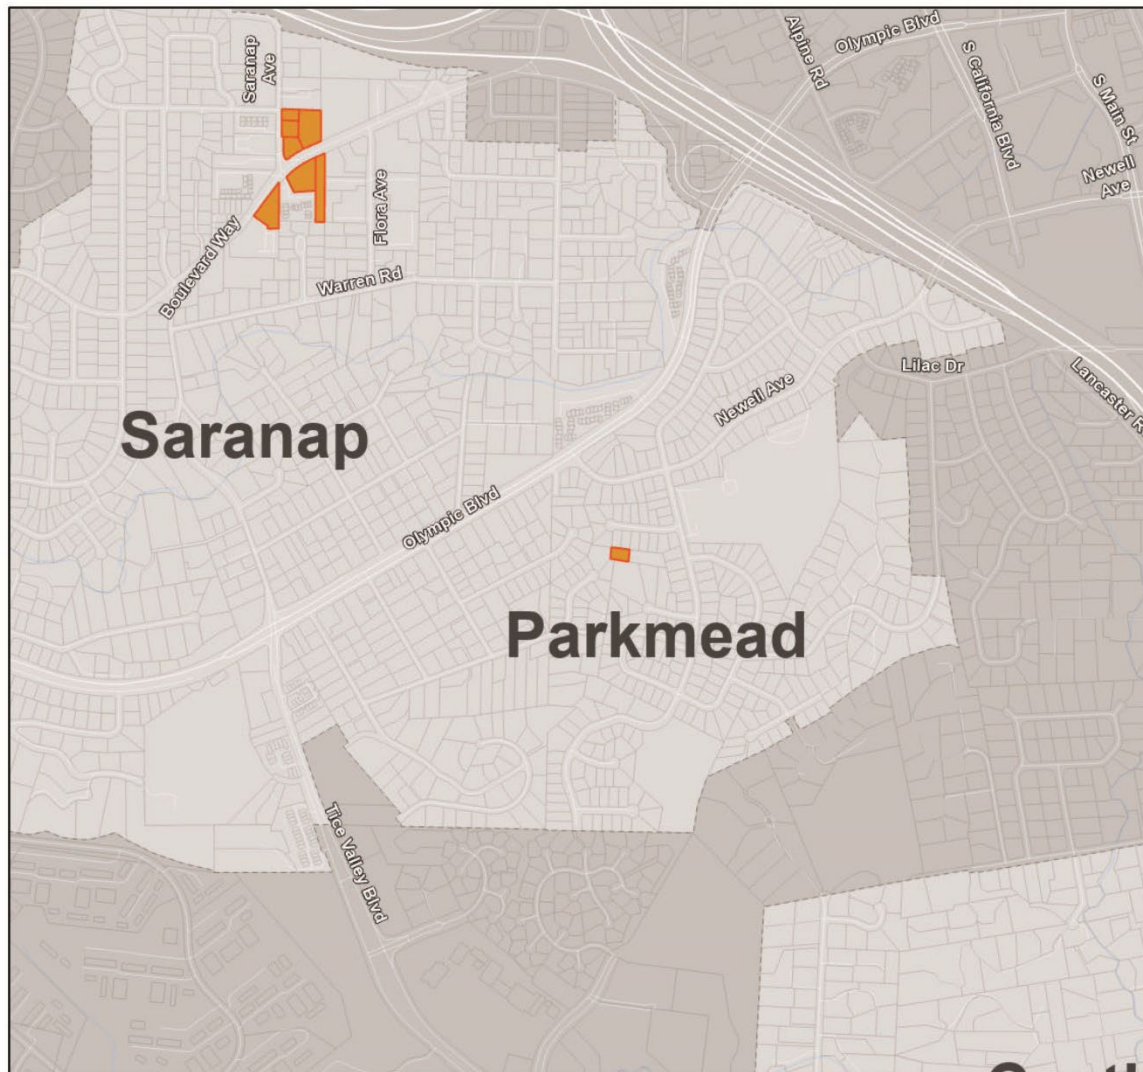 Saranap
Ave
Alpine Rd
Olympic Blvd
S California Blvd
S Main St
Newell
Ave
Flora Ave
Boulevard Way
Warren Rd
Lilac Dr
Lancaster R
Newell Ave
Saranap
Olympic Blvd
Parkmead
Tice Valley Blvd